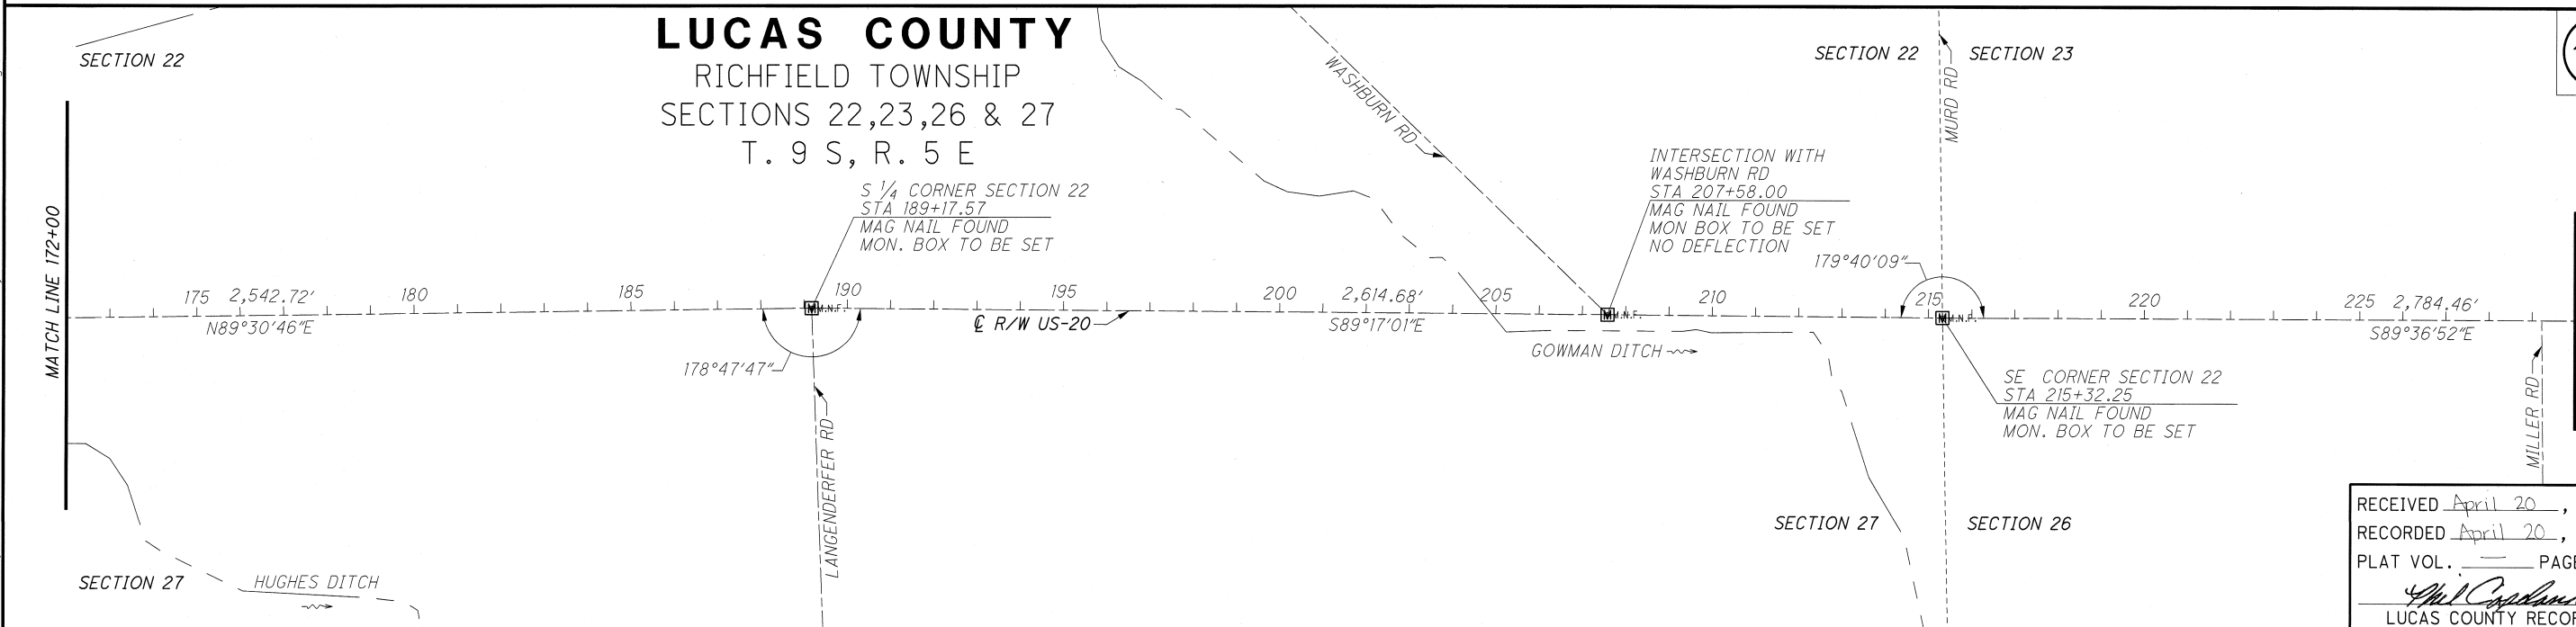 LUCAS COUNTY
RICHFIELD TOWNSHIP
SECTIONS 22,23,26 & 27
T. 9 S, R. 5 E
SECTION 22
MATCH LINE 172+00
S 1/4 CORNER SECTION 22
STA 189+17.57
MAG NAIL FOUND
MON. BOX TO BE SET
WASHBURN RD
INTERSECTION WITH
WASHBURN RD
STA 207+58.00
MAG NAIL FOUND
MON BOX TO BE SET
NO DEFLECTION
SECTION 22
SECTION 23
MURD RD
179°40'09"
175 2,542.72' 180 185 190 195 200 2,614.68' 205 210 215 220 225 2,784.46'
M M.N.F.
M M.N.F.
M M.N.F.
N89°30'46"E
℄ R/W US-20
S89°17'01"E
S89°36'52"E
GOWMAN DITCH
178°47'47"
LANGENDERFER RD
SE CORNER SECTION 22
STA 215+32.25
MAG NAIL FOUND
MON. BOX TO BE SET
MILLER RD
SECTION 27
SECTION 26
SECTION 27
HUGHES DITCH
RECEIVED April 20,
RECORDED April 20,
PLAT VOL. — PAGE
Phil
LUCAS COUNTY RECOR